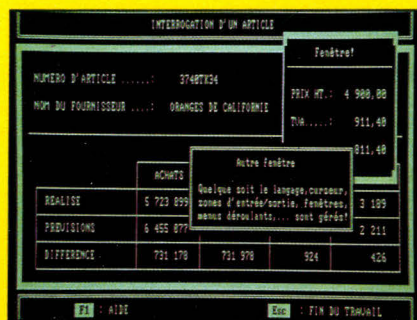 INTERROGATION D'UN ARTICLE
Fenêtre!
NUMERO D'ARTICLE ......: 3740TX34
PRIX HT.: 4 900,00
NOM DU FOURNISSEUR ....: ORANGES DE CALIFORNIE
TVA.....: 911,40
811,40
Autre fenêtre
ACHATS
Quelque soit le langage,curseur,
zones d'entrée/sortie, fenêtres,
menus déroulants,... sont gérés!
REALISE 5 723 899 3 189
PREVISIONS 6 455 077 2 211
DIFFERENCE 731 178 731 978 924 426
F1 : AIDE Esc : FIN DU TRAVAIL